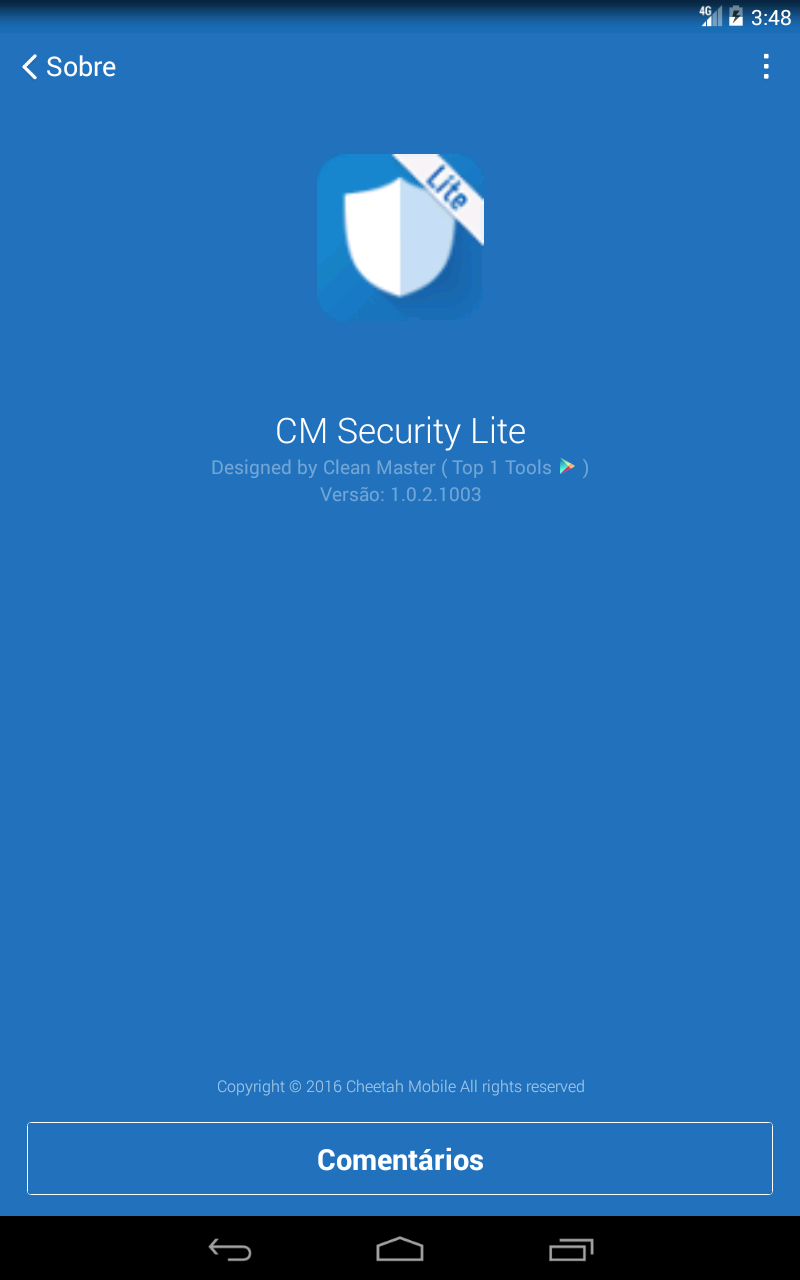 4G 3:48
Sobre
Lite
CM Security Lite
Designed by Clean Master ( Top 1 Tools )
Versão: 1.0.2.1003
Copyright © 2016 Cheetah Mobile All rights reserved
Comentários